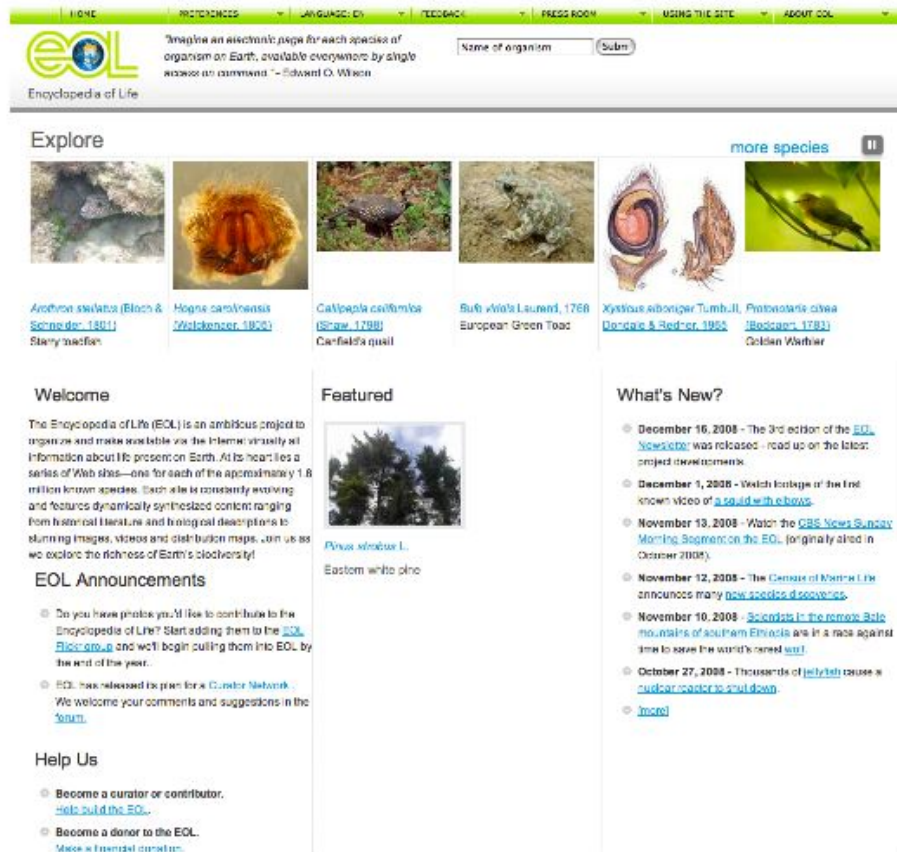 HOME PREFERENCES LANGUAGE: EN FEEDBACK PRESS ROOM USING THE SITE ABOUT EOL
EOL
Encyclopedia of Life
"Imagine an electronic page for each species of
organism on Earth, available everywhere by single
access on command." - Edward O. Wilson
Name of organism Subm
Explore
more species
Arothron stellatus (Bloch &
Schneider, 1801)
Starry toadfish
Hogna carolinensis
(Walckenaer, 1805)
Callipepla californica
(Shaw, 1798)
Canfield's quail
Bufo viridis Laurenti, 1768
European Green Toad
Xysticus alboniger Turnbull,
Dondale & Redner, 1965
Protonotaria citrea
(Boddaert, 1783)
Golden Warbler
Welcome
The Encyclopedia of Life (EOL) is an ambitious project to
organize and make available via the Internet virtually all
information about life present on Earth. At its heart lies a
series of Web sites—one for each of the approximately 1.8
million known species. Each site is constantly evolving
and features dynamically synthesized content ranging
from historical literature and biological descriptions to
stunning images, videos and distribution maps. Join us as
we explore the richness of Earth's biodiversity!
EOL Announcements
Do you have photos you'd like to contribute to the
Encyclopedia of Life? Start adding them to the EOL
Flickr group and we'll begin pulling them into EOL by
the end of the year.
EOL has released its plan for a Curator Network.
We welcome your comments and suggestions in the
forum.
Help Us
Become a curator or contributor.
Help build the EOL.
Become a donor to the EOL.
Make a financial donation.
Featured
Pinus strobus L.
Eastern white pine
What's New?
December 16, 2008 - The 3rd edition of the EOL
Newsletter was released - read up on the latest
project developments.
December 1, 2008 - Watch footage of the first
known video of a squid with elbows.
November 13, 2008 - Watch the CBS News Sunday
Morning Segment on the EOL (originally aired in
October 2008).
November 12, 2008 - The Census of Marine Life
announces many new species discoveries.
November 10, 2008 - Scientists in the remote Bale
mountains of southern Ethiopia are in a race against
time to save the world's rarest wolf.
October 27, 2008 - Thousands of jellyfish cause a
nuclear reactor to shut down.
[more]